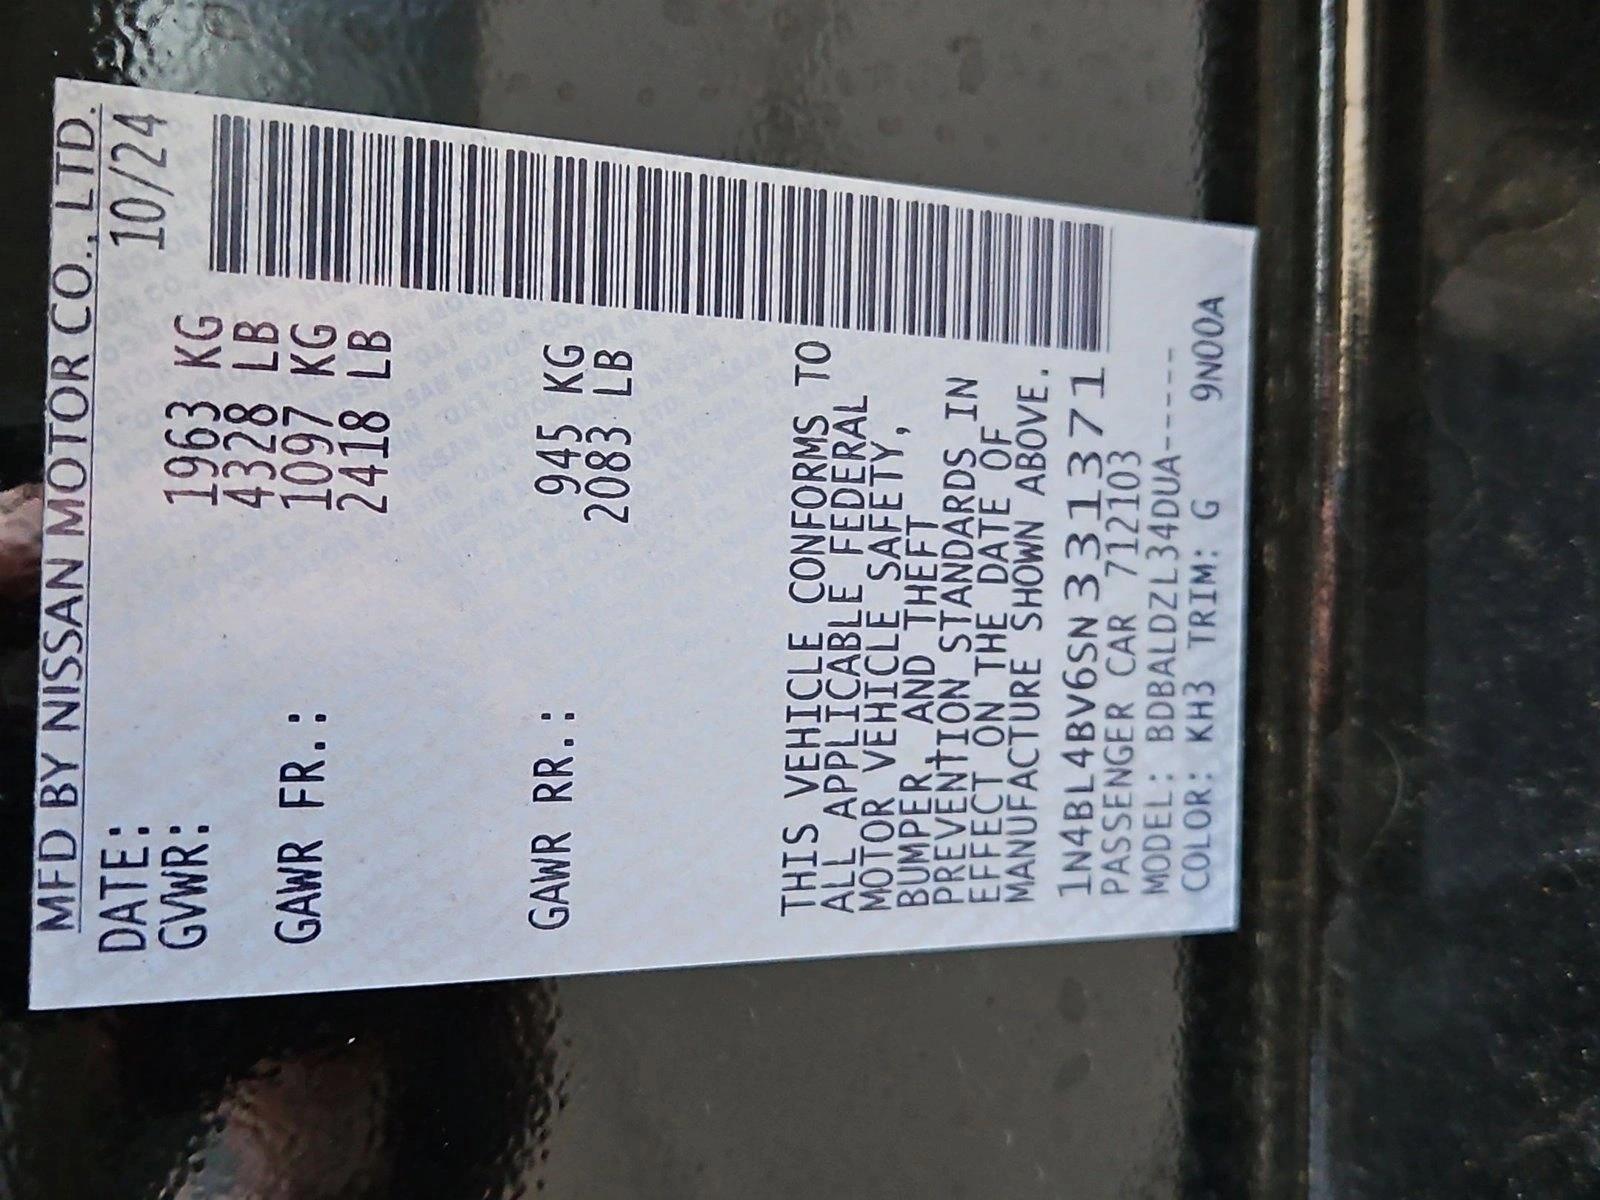 MFD BY NISSAN MOTOR CO., LTD.
DATE: 10/24
GVWR: 1963 KG
4328 LB
GAWR FR.: 1097 KG
2418 LB
GAWR RR.: 945 KG
2083 LB
THIS VEHICLE CONFORMS TO
ALL APPLICABLE FEDERAL
MOTOR VEHICLE SAFETY,
BUMPER, AND THEFT
PREVENTION STANDARDS IN
EFFECT ON THE DATE OF
MANUFACTURE SHOWN ABOVE.
1N4BL4BV6SN331371
PASSENGER CAR 712103
MODEL: BDBALDZL34DUA-----
COLOR: KH3 TRIM: G 9N00A